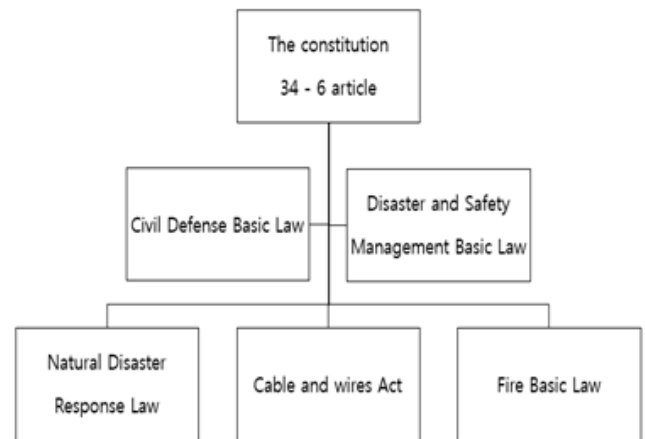 The constitution
34 - 6 article
Civil Defense Basic Law
Disaster and Safety
Management Basic Law
Natural Disaster
Response Law
Cable and wires Act
Fire Basic Law